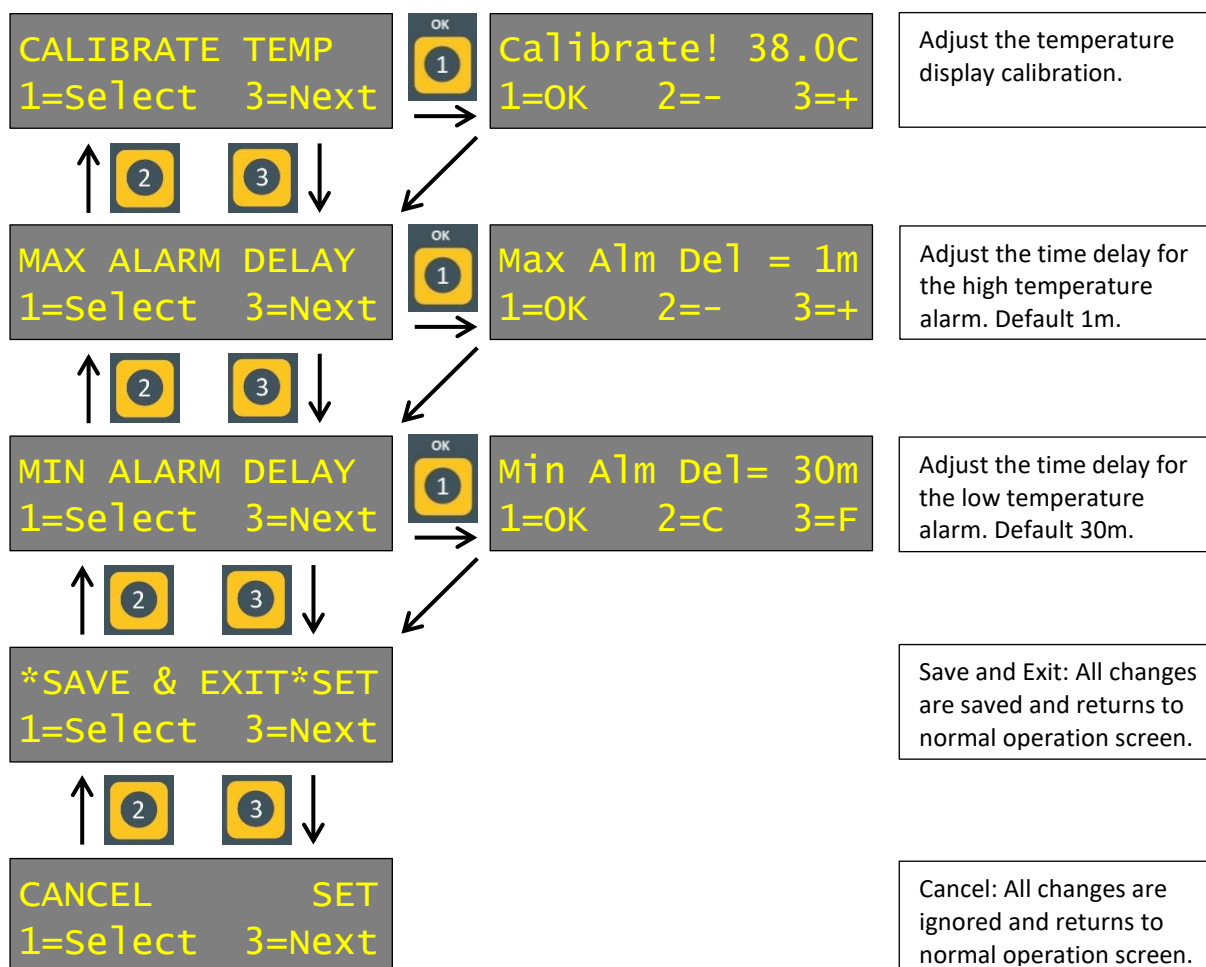 CALIBRATE TEMP
1=Select 3=Next
OK
1
Calibrate! 38.0C
1=OK 2=- 3=+
Adjust the temperature
display calibration.
2
3
MAX ALARM DELAY
1=Select 3=Next
OK
1
Max Alm Del = 1m
1=OK 2=- 3=+
Adjust the time delay for
the high temperature
alarm. Default 1m.
2
3
MIN ALARM DELAY
1=Select 3=Next
OK
1
Min Alm Del= 30m
1=OK 2=C 3=F
Adjust the time delay for
the low temperature
alarm. Default 30m.
2
3
*SAVE & EXIT*SET
1=Select 3=Next
Save and Exit: All changes
are saved and returns to
normal operation screen.
2
3
CANCEL SET
1=Select 3=Next
Cancel: All changes are
ignored and returns to
normal operation screen.